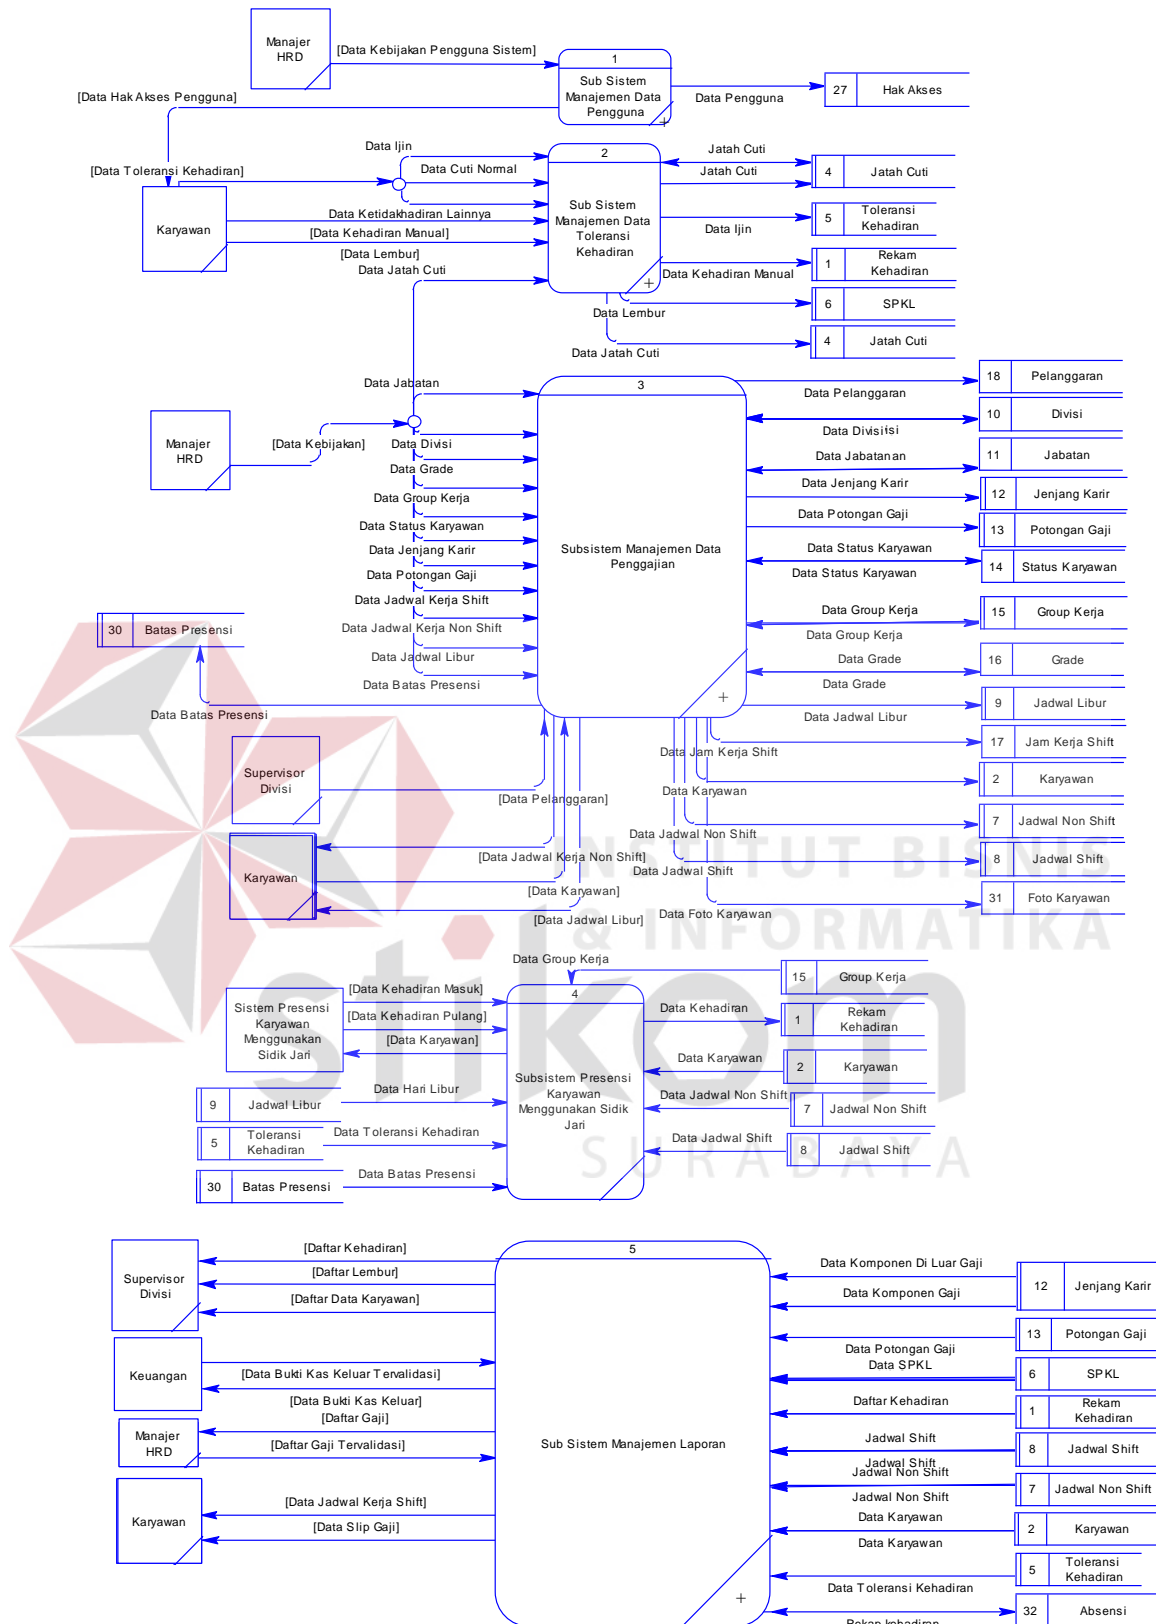 Manajer
HRD
[Data Kebijakan Pengguna Sistem]
1
Sub Sistem
Manajemen Data
Pengguna
+
[Data Hak Akses Pengguna]
Data Pengguna
27
Hak Akses
Data Ijin
Data Cuti Normal
[Data Toleransi Kehadiran]
Karyawan
Data Ketidakhadiran Lainnya
[Data Kehadiran Manual]
[Data Lembur]
Data Jatah Cuti
2
Sub Sistem
Manajemen Data
Toleransi
Kehadiran
+
Jatah Cuti
Jatah Cuti
4
Jatah Cuti
Data Ijin
5
Toleransi
Kehadiran
Data Kehadiran Manual
1
Rekam
Kehadiran
Data Lembur
6
SPKL
Data Jatah Cuti
4
Jatah Cuti
Manajer
HRD
[Data Kebijakan]
Data Jabatan
Data Divisi
Data Grade
Data Group Kerja
Data Status Karyawan
Data Jenjang Karir
Data Potongan Gaji
Data Jadwal Kerja Shift
Data Jadwal Kerja Non Shift
Data Jadwal Libur
Data Batas Presensi
3
Subsistem Manajemen Data
Penggajian
+
Data Pelanggaran
18
Pelanggaran
10
Divisi
Data Jabatanan
11
Jabatan
Data Jenjang Karir
12
Jenjang Karir
Data Potongan Gaji
13
Potongan Gaji
Data Status Karyawan
Data Status Karyawan
14
Status Karyawan
Data Group Kerja
Data Group Kerja
15
Group Kerja
Data Grade
Data Grade
16
Grade
Data Jadwal Libur
9
Jadwal Libur
Data Jam Kerja Shift
17
Jam Kerja Shift
Data Karyawan
2
Karyawan
Data Jadwal Non Shift
7
Jadwal Non Shift
Data Jadwal Shift
8
Jadwal Shift
Data Foto Karyawan
31
Foto Karyawan
30
Batas Presensi
Data Batas Presensi
Supervisor
Divisi
[Data Pelanggaran]
Karyawan
[Data Jadwal Kerja Non Shift]
[Data Karyawan]
[Data Jadwal Libur]
INSTITUT BISNIS
& INFORMATIKA
stikom
SURABAYA
Data Group Kerja
15
Group Kerja
Sistem Presensi
Karyawan
Menggunakan
Sidik Jari
[Data Kehadiran Masuk]
[Data Kehadiran Pulang]
[Data Karyawan]
4
Subsistem Presensi
Karyawan
Menggunakan Sidik
Jari
Data Kehadiran
1
Rekam
Kehadiran
Data Karyawan
2
Karyawan
Data Jadwal Non Shift
7
Jadwal Non Shift
Data Jadwal Shift
8
Jadwal Shift
9
Jadwal Libur
Data Hari Libur
5
Toleransi
Kehadiran
Data Toleransi Kehadiran
30
Batas Presensi
Data Batas Presensi
Supervisor
Divisi
[Daftar Kehadiran]
[Daftar Lembur]
[Daftar Data Karyawan]
Keuangan
[Data Bukti Kas Keluar Tervalidasi]
[Data Bukti Kas Keluar]
Manajer
HRD
[Daftar Gaji]
[Daftar Gaji Tervalidasi]
Karyawan
[Data Jadwal Kerja Shift]
[Data Slip Gaji]
5
Sub Sistem Manajemen Laporan
+
Data Komponen Di Luar Gaji
Data Komponen Gaji
12
Jenjang Karir
Data Potongan Gaji
13
Potongan Gaji
Data SPKL
6
SPKL
Daftar Kehadiran
1
Rekam
Kehadiran
Jadwal Shift
Jadwal Shift
8
Jadwal Shift
Jadwal Non Shift
Jadwal Non Shift
7
Jadwal Non Shift
Data Karyawan
Data Karyawan
2
Karyawan
Data Toleransi Kehadiran
5
Toleransi
Kehadiran
Rekap kehadiran
32
Absensi